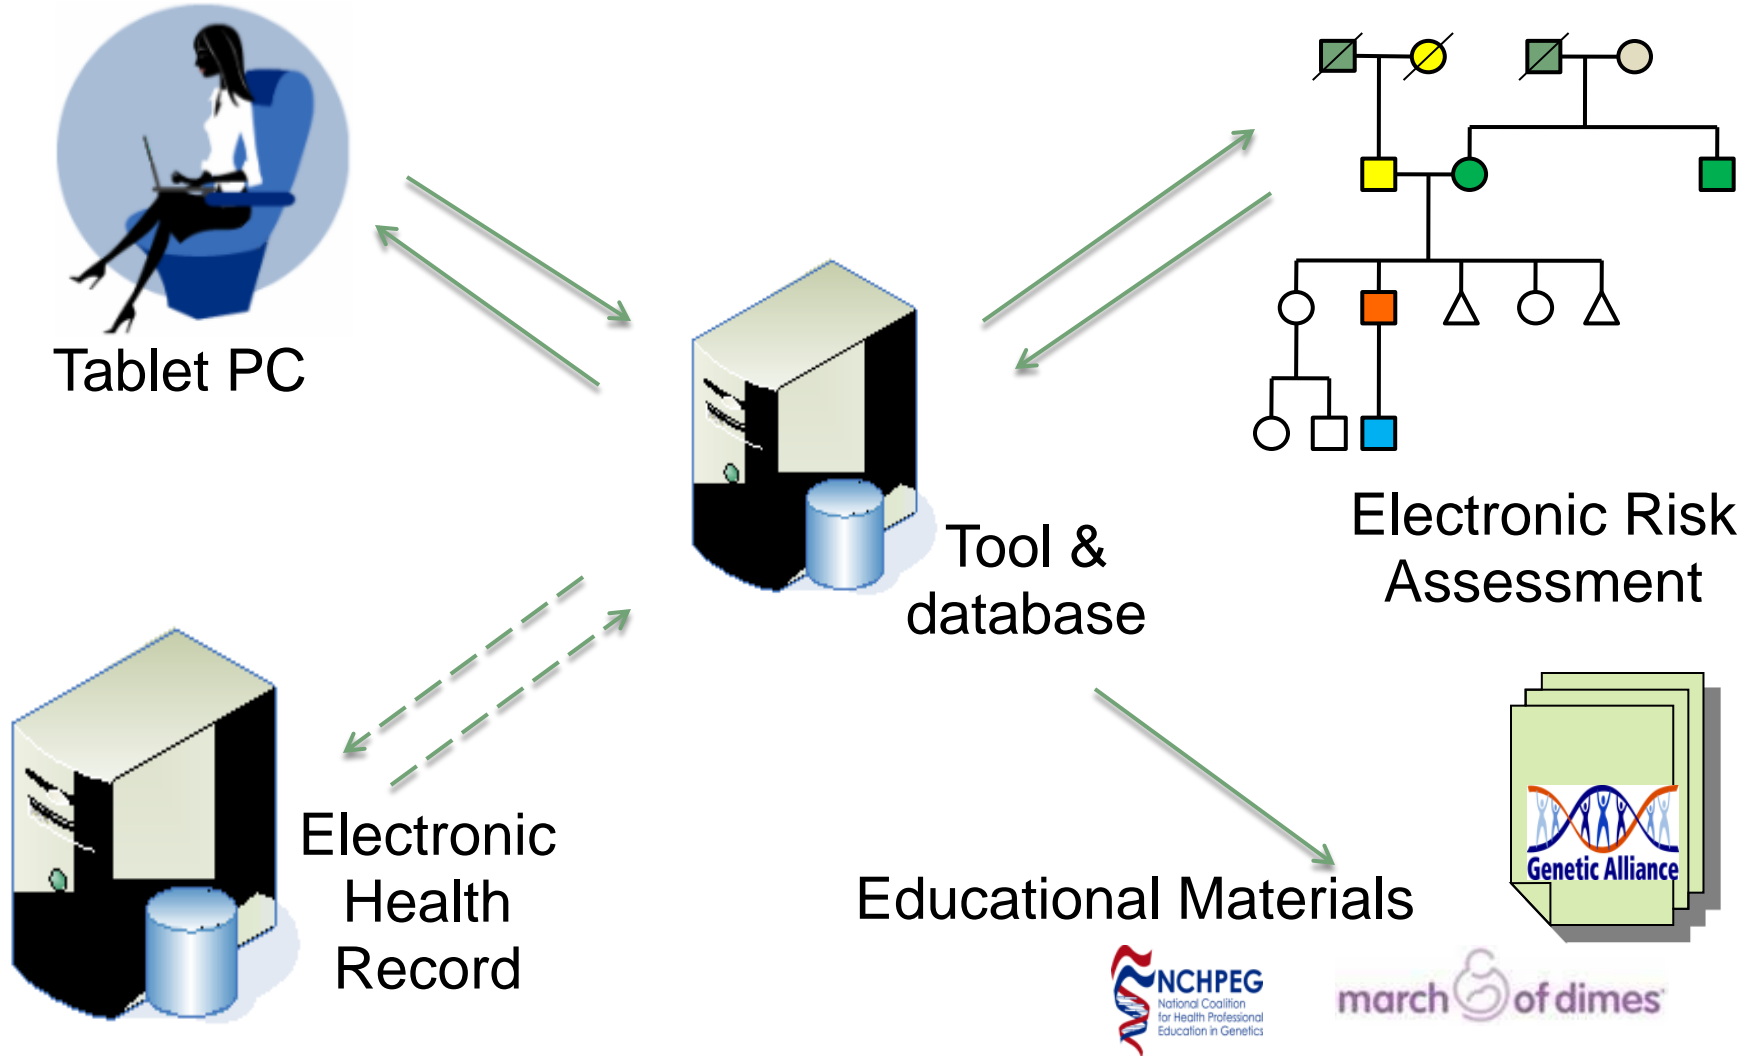 Tablet PC
Tool &
database
Electronic Risk
Assessment
Electronic
Health
Record
Educational Materials
Genetic Alliance
NCHPEG
National Coalition
for Health Professional
Education in Genetics
march of dimes